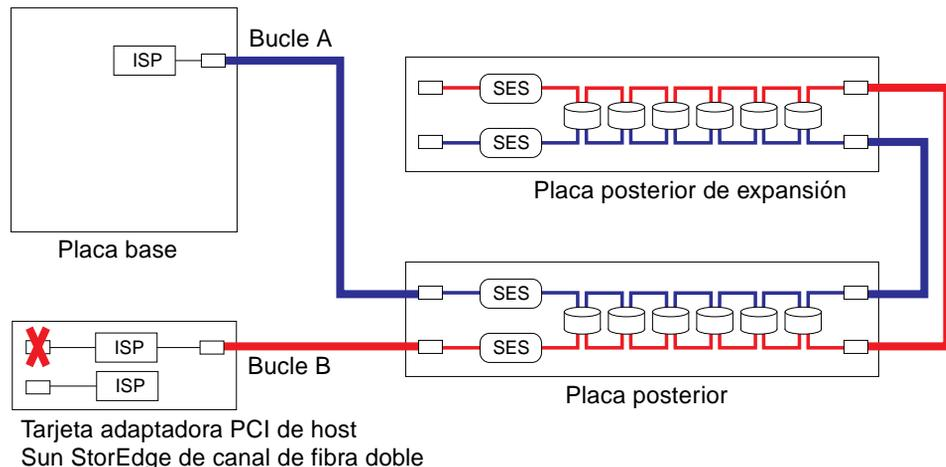 Bucle A
ISP
SES
SES
Placa posterior de expansión
Placa base
SES
ISP
Bucle B
SES
ISP
Placa posterior
Tarjeta adaptadora PCI de host
Sun StorEdge de canal de fibra doble